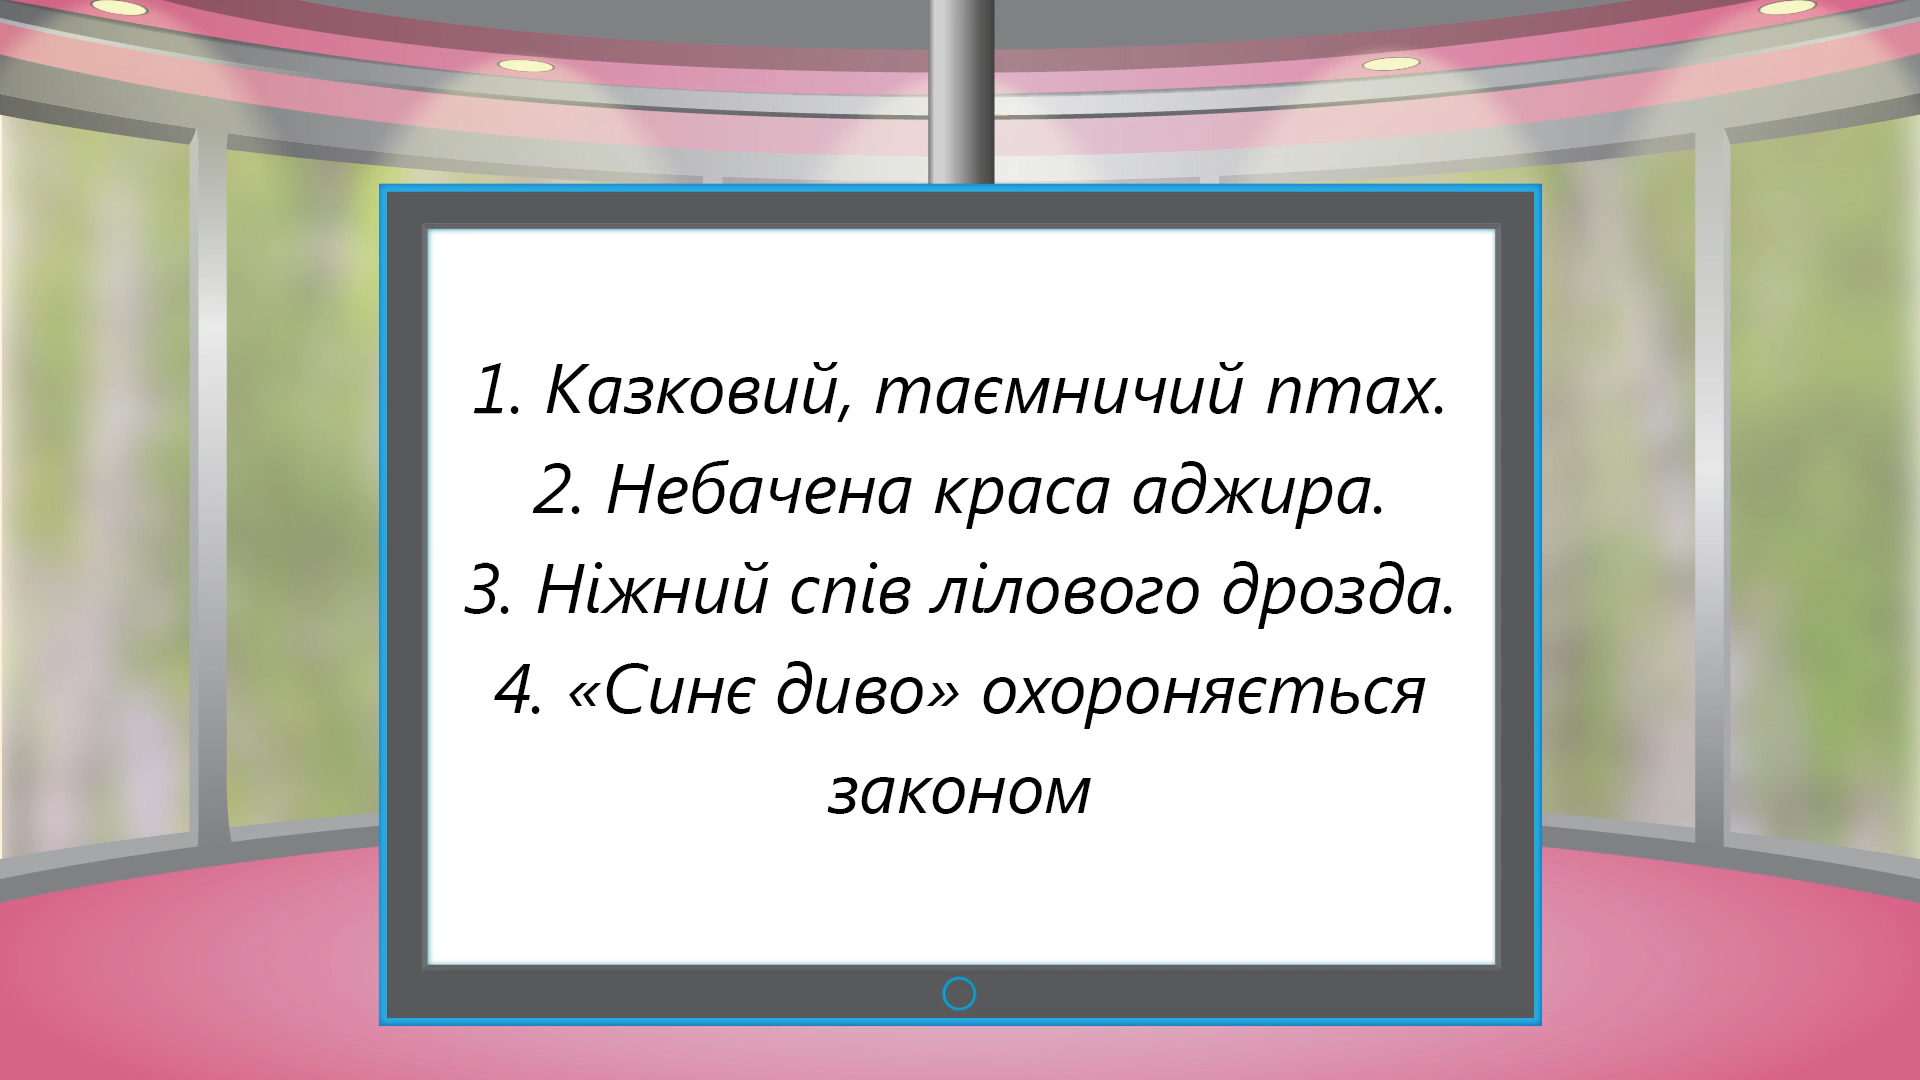 1. Казковий, таємничий птах.
2. Небачена краса аджира.
3. Ніжний спів лілового дрозда.
4. «Синє диво» охороняється
законом